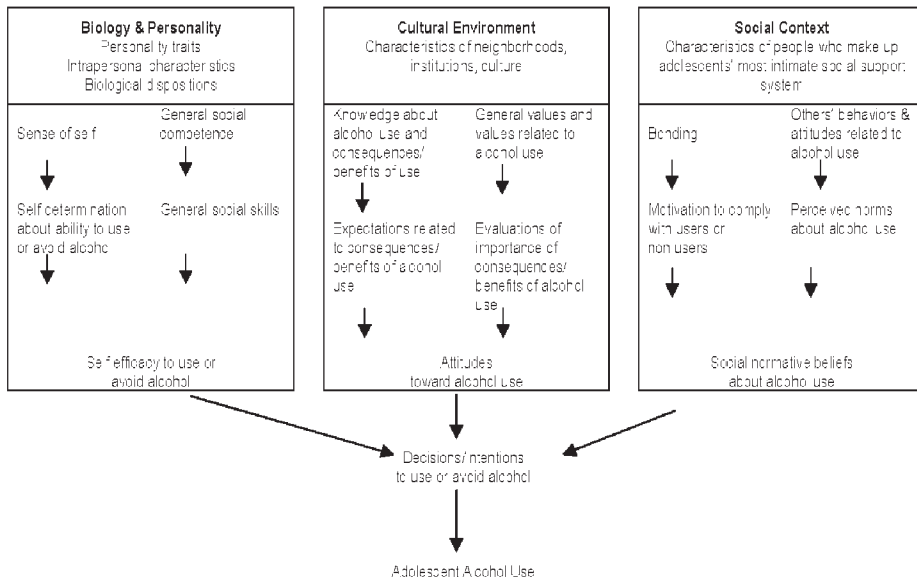 Biology & Personality
Personality traits
Intrapersonal characteristics
Biological dispositions
Sense of self
General social
competence
Self determination
about ability to use
or avoid alcohol
General social skills
Self efficacy to use or
avoid alcohol
Cultural Environment
Characteristics of neighborhoods,
institutions, culture
Knowledge about
alcohol use and
consequences/
benefits of use
General values and
values related to
alcohol use
Expectations related
to consequences/
benefits of alcohol
use
Evaluations of
importance of
consequences/
benefits of alcohol
use
Attitudes
toward alcohol use
Social Context
Characteristics of people who make up
adolescents' most intimate social support
system
Bonding
Others' behaviors &
attitudes related to
alcohol use
Motivation to comply
with users or
non users
Perceived norms
about alcohol use
Social normative beliefs
about alcohol use
Decisions/Intentions
to use or avoid alcohol
Adolescent Alcohol Use